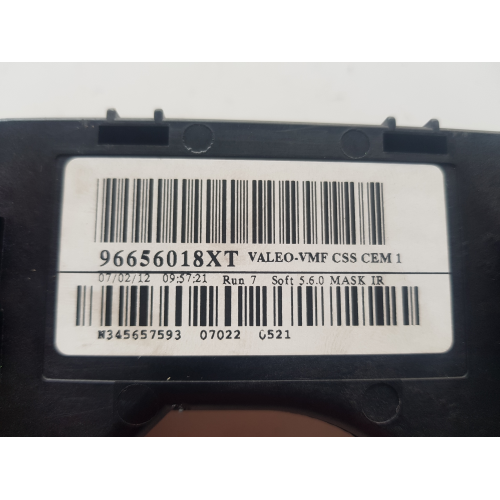 96656018XT VALEO-VMF CSS CEM 1
07/02/12 09:57:21 Run 7 Soft 5.6.0 MASK IR
N345657593 07022 0521